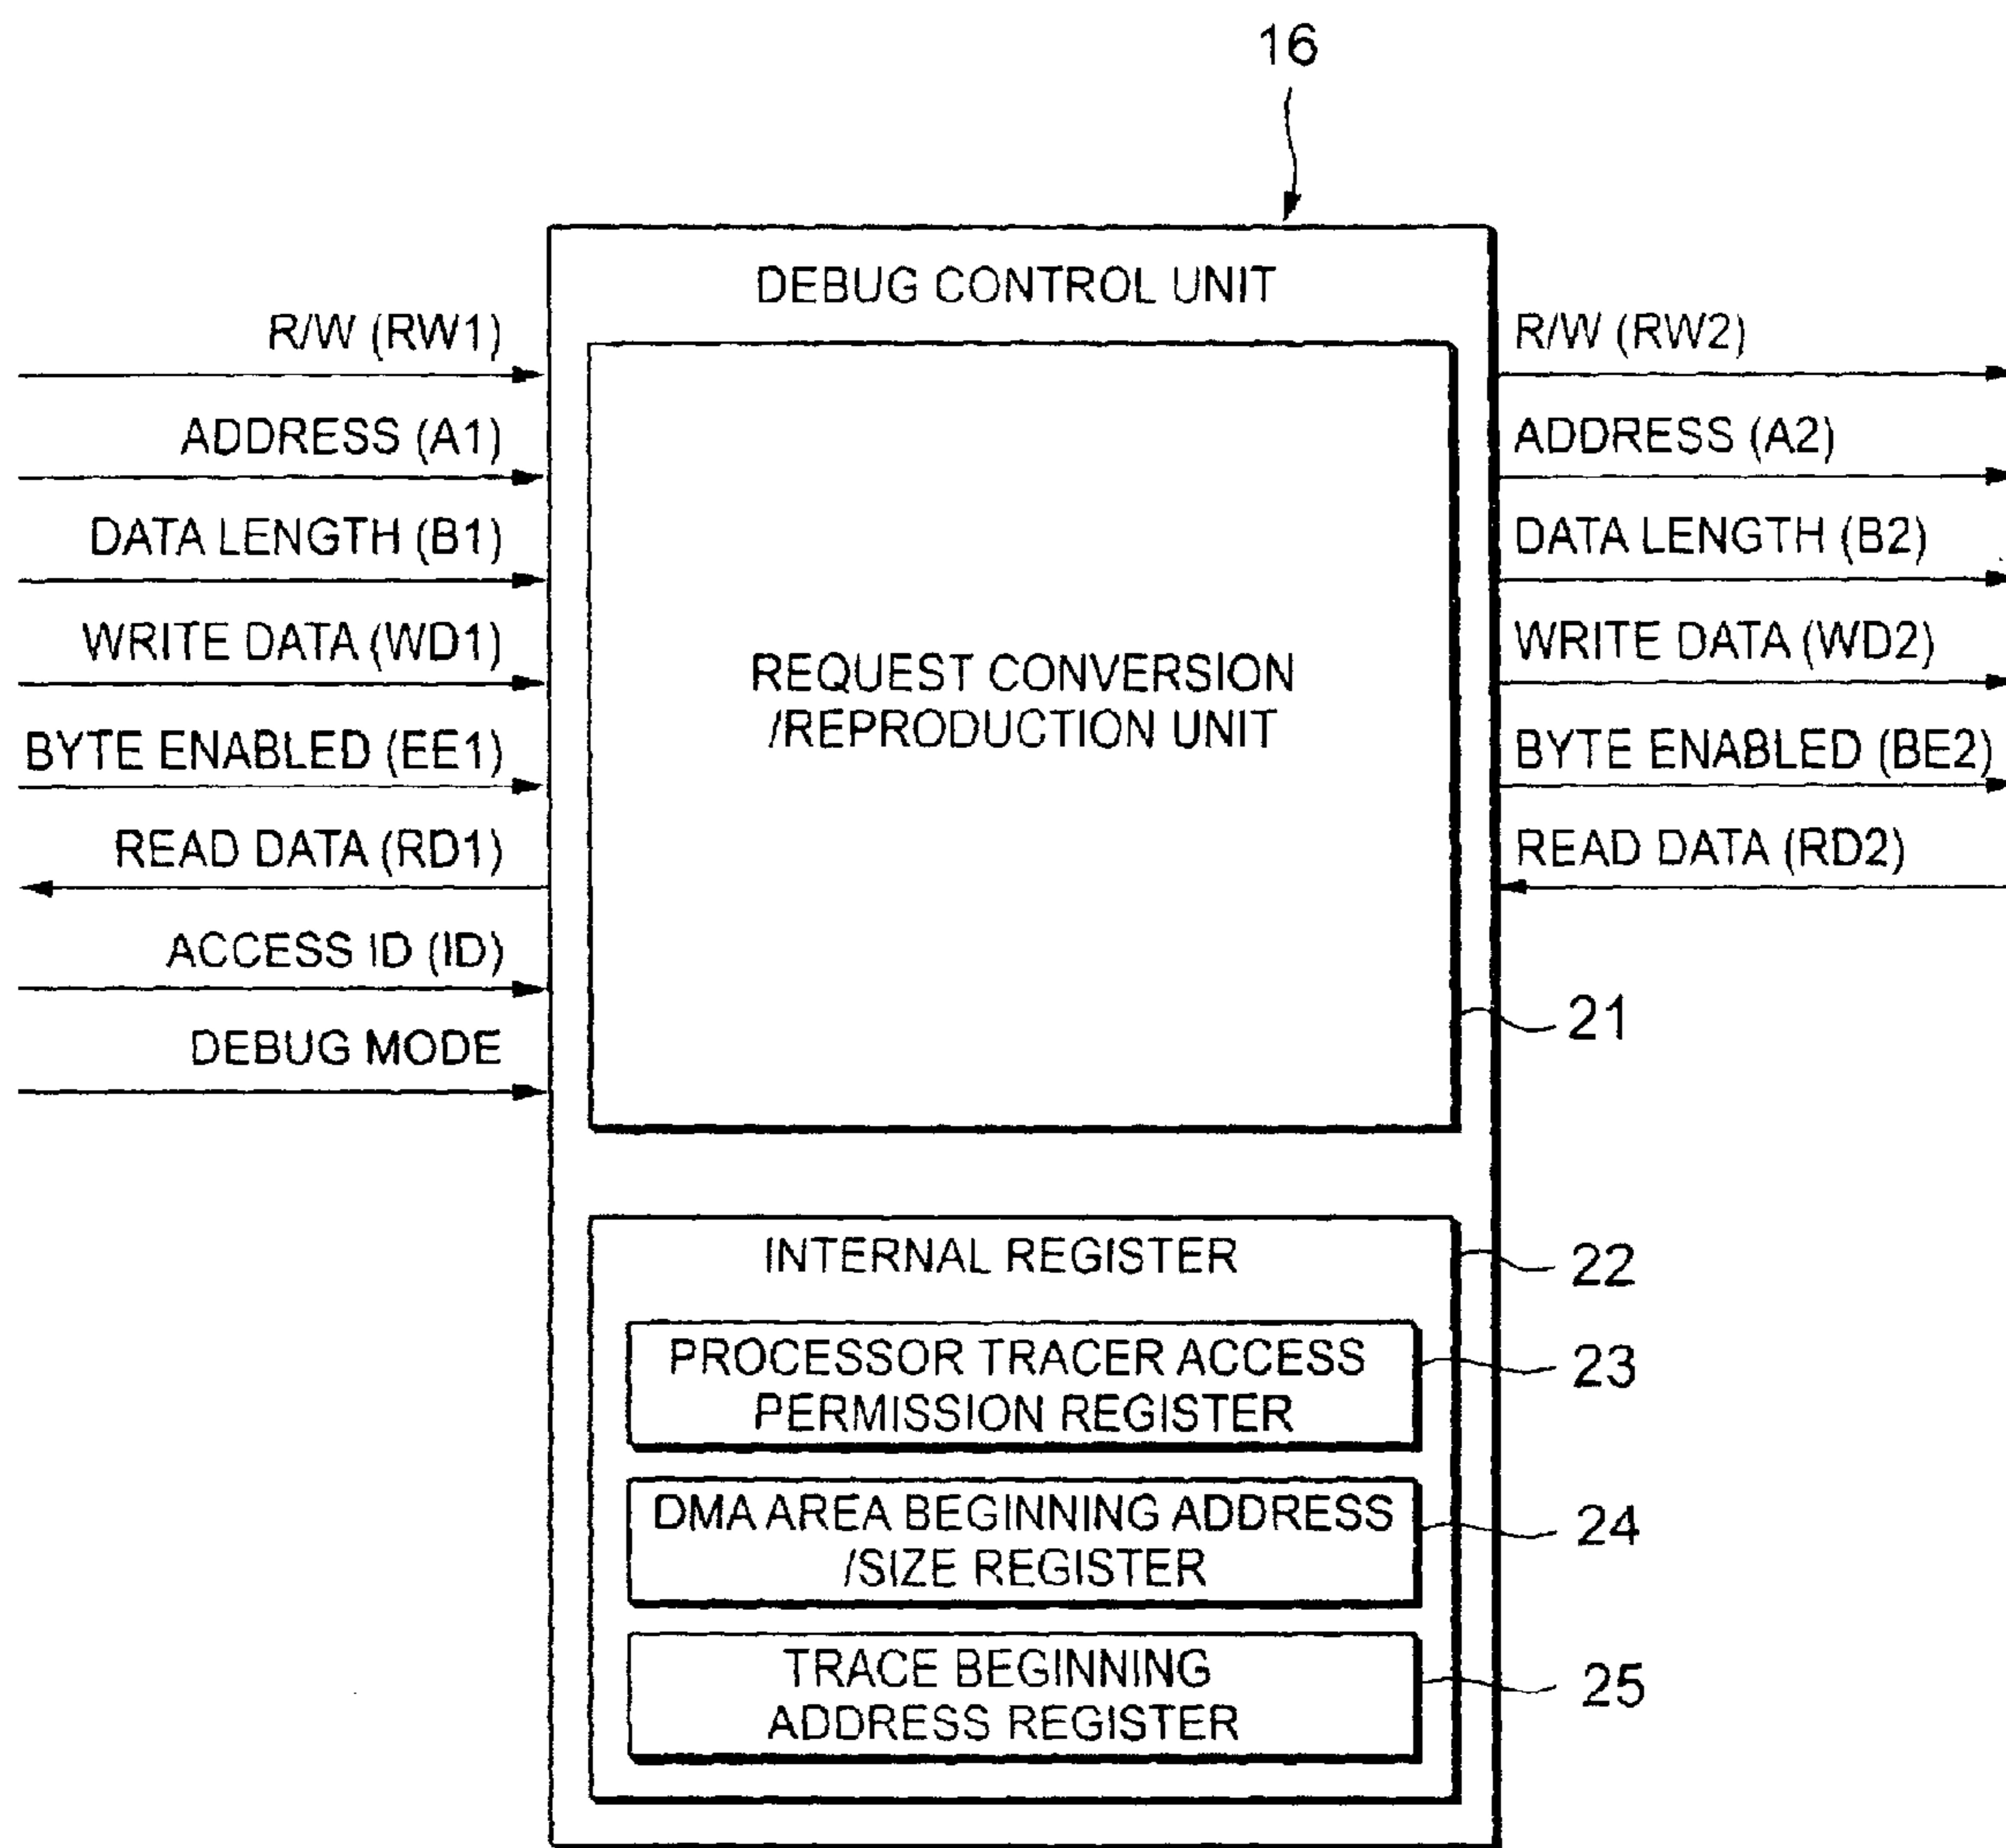 16
DEBUG CONTROL UNIT
R/W (RW1)
ADDRESS (A1)
DATA LENGTH (B1)
WRITE DATA (WD1)
BYTE ENABLED (EE1)
READ DATA (RD1)
ACCESS ID (ID)
DEBUG MODE
REQUEST CONVERSION
/REPRODUCTION UNIT
R/W (RW2)
ADDRESS (A2)
DATA LENGTH (B2)
WRITE DATA (WD2)
BYTE ENABLED (BE2)
READ DATA (RD2)
21
INTERNAL REGISTER
22
PROCESSOR TRACER ACCESS
PERMISSION REGISTER
23
DMA AREA BEGINNING ADDRESS
/SIZE REGISTER
24
TRACE BEGINNING
ADDRESS REGISTER
25